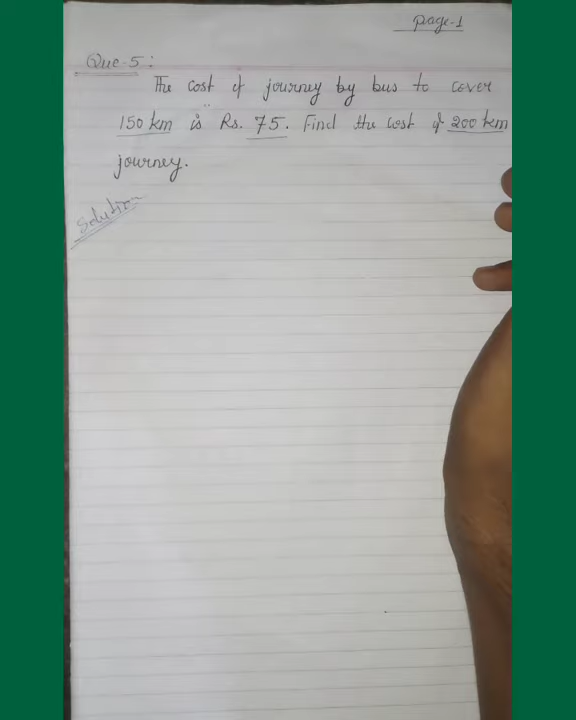 page-1
Que-5:
The cost of journey by bus to cover
150 km is Rs. 75. Find the cost of 200 km
journey.
Solution